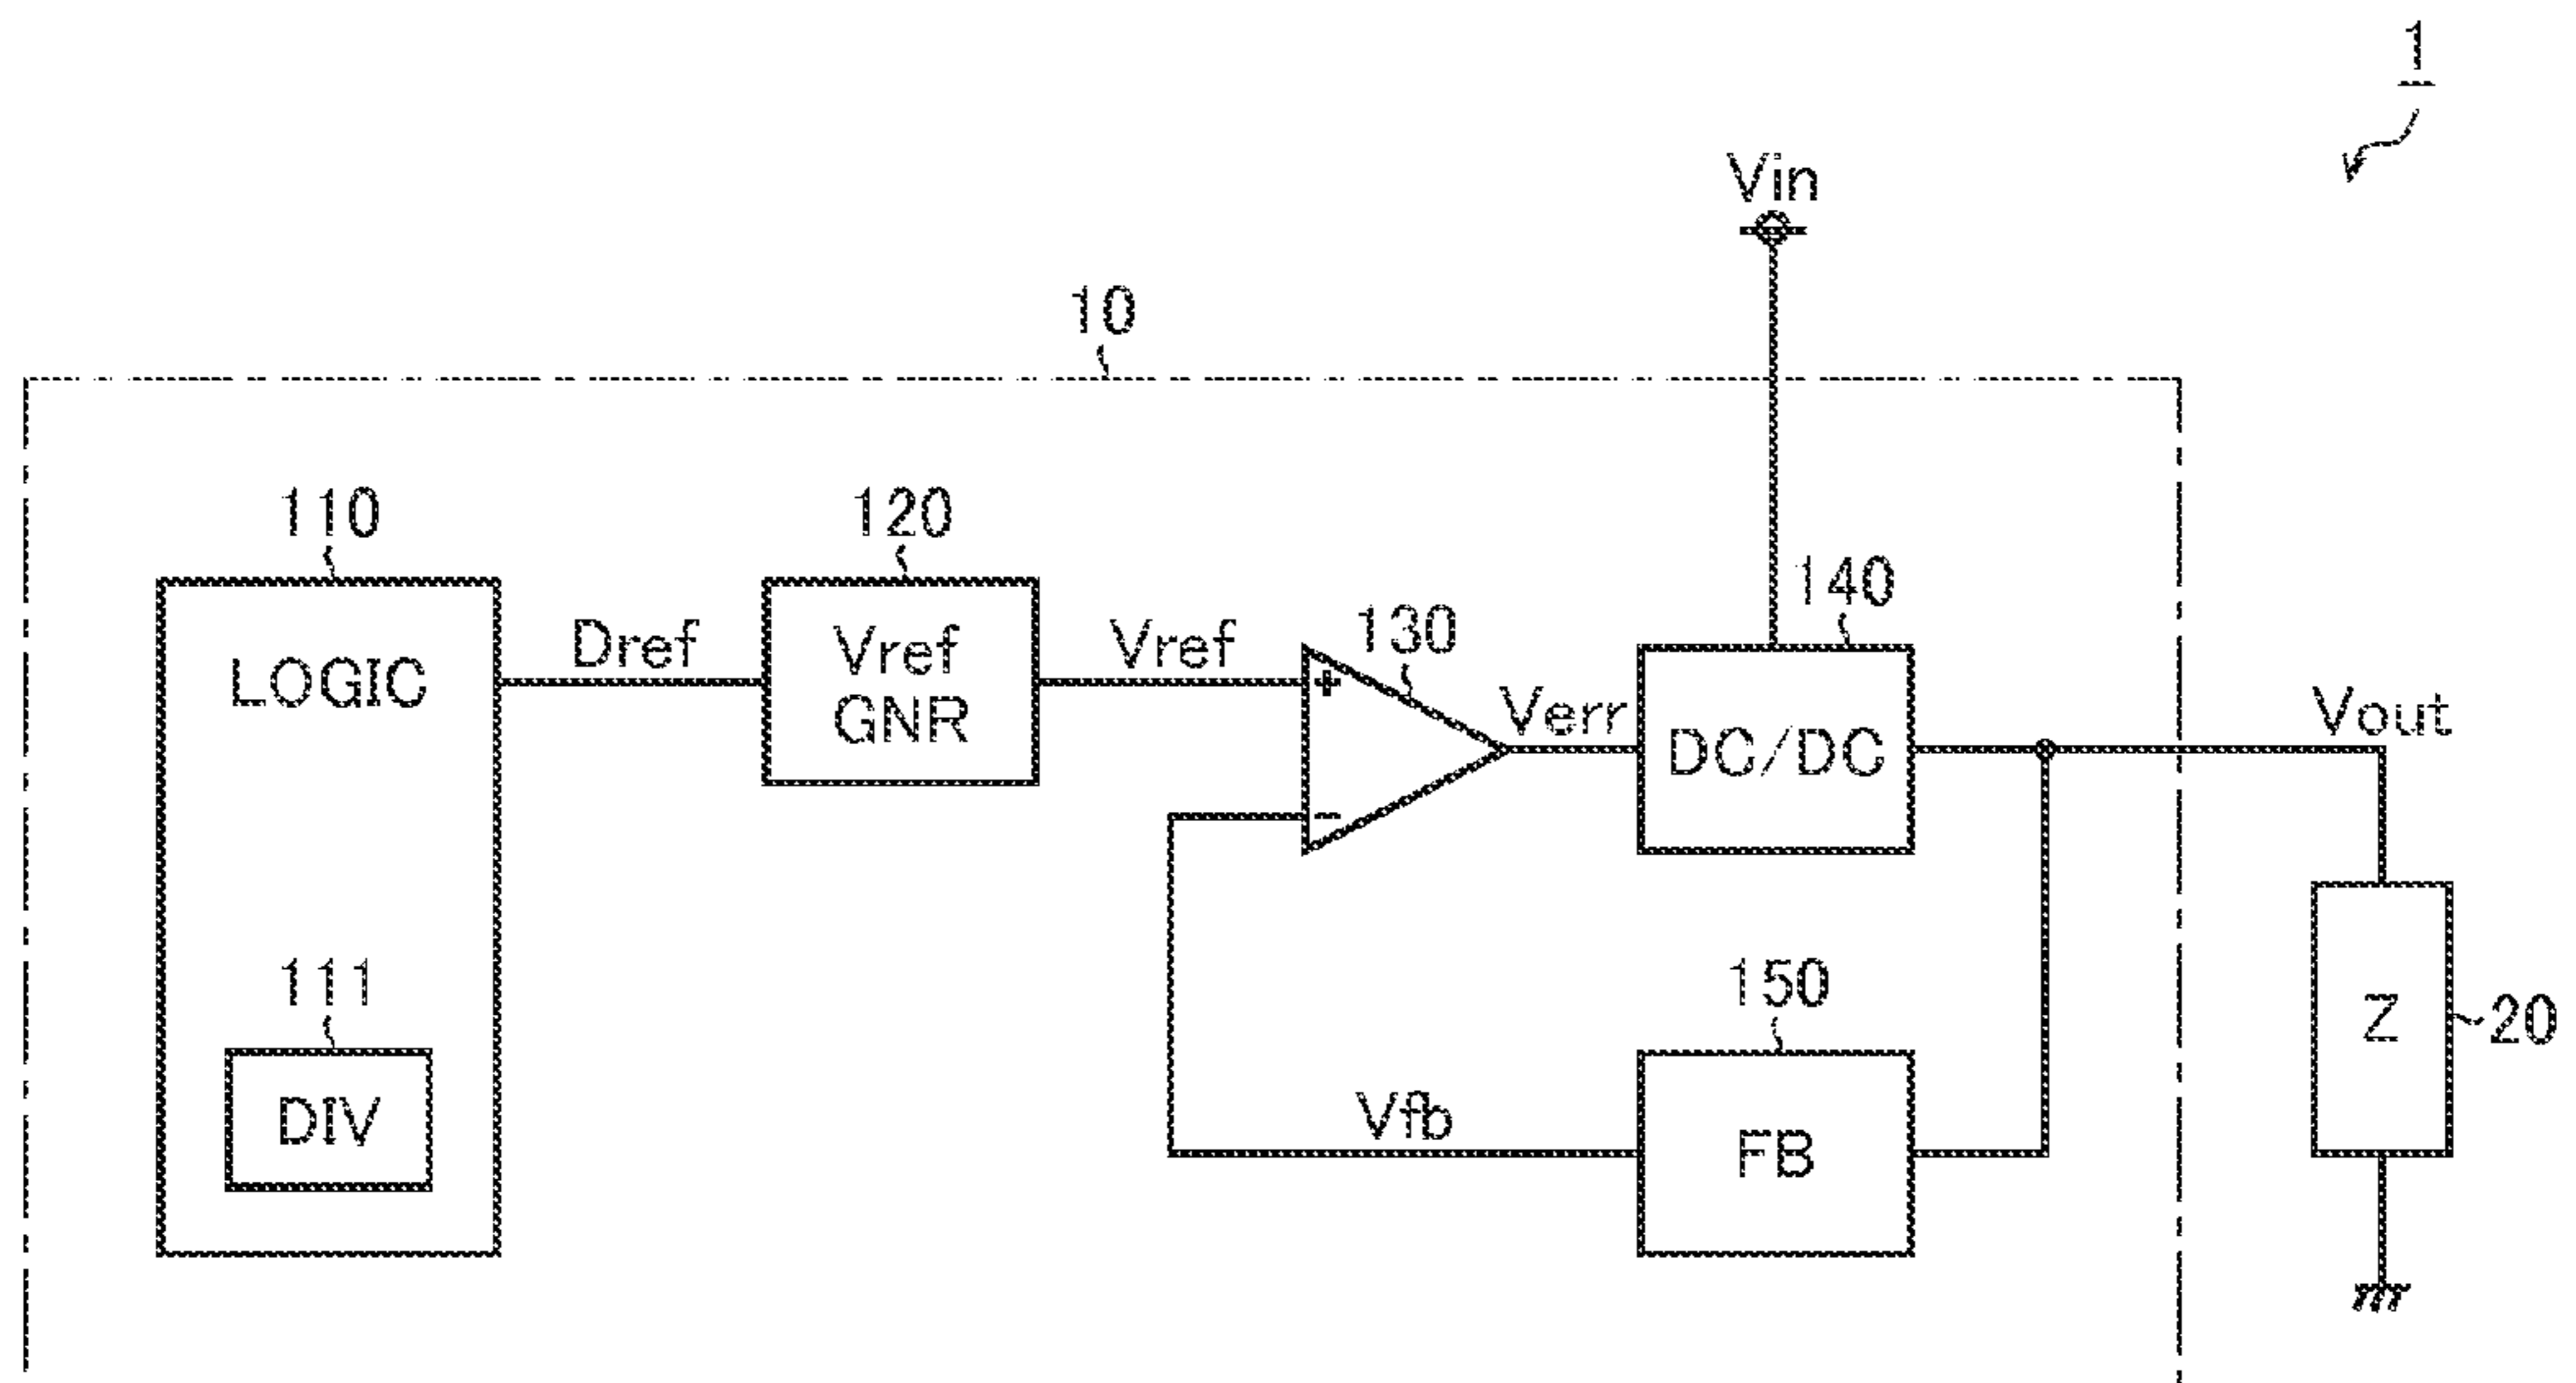 1
Vin
10
110
120
130
140
LOGIC
Dref
Vref
GNR
Vref
+
-
Verr
DC/DC
Vout
111
DIV
150
FB
Vfb
Z
20